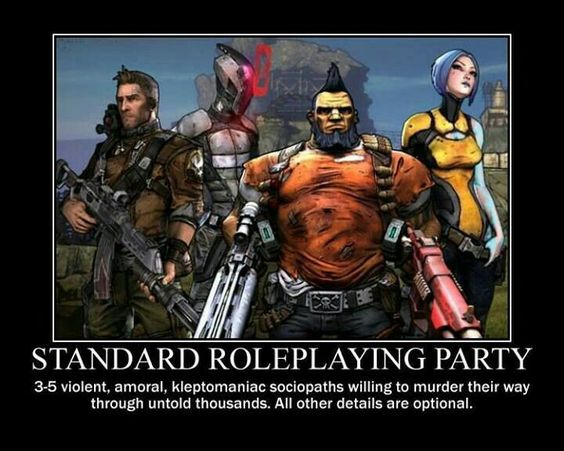 STANDARD ROLEPLAYING PARTY
3-5 violent, amoral, kleptomaniac sociopaths willing to murder their way
through untold thousands. All other details are optional.